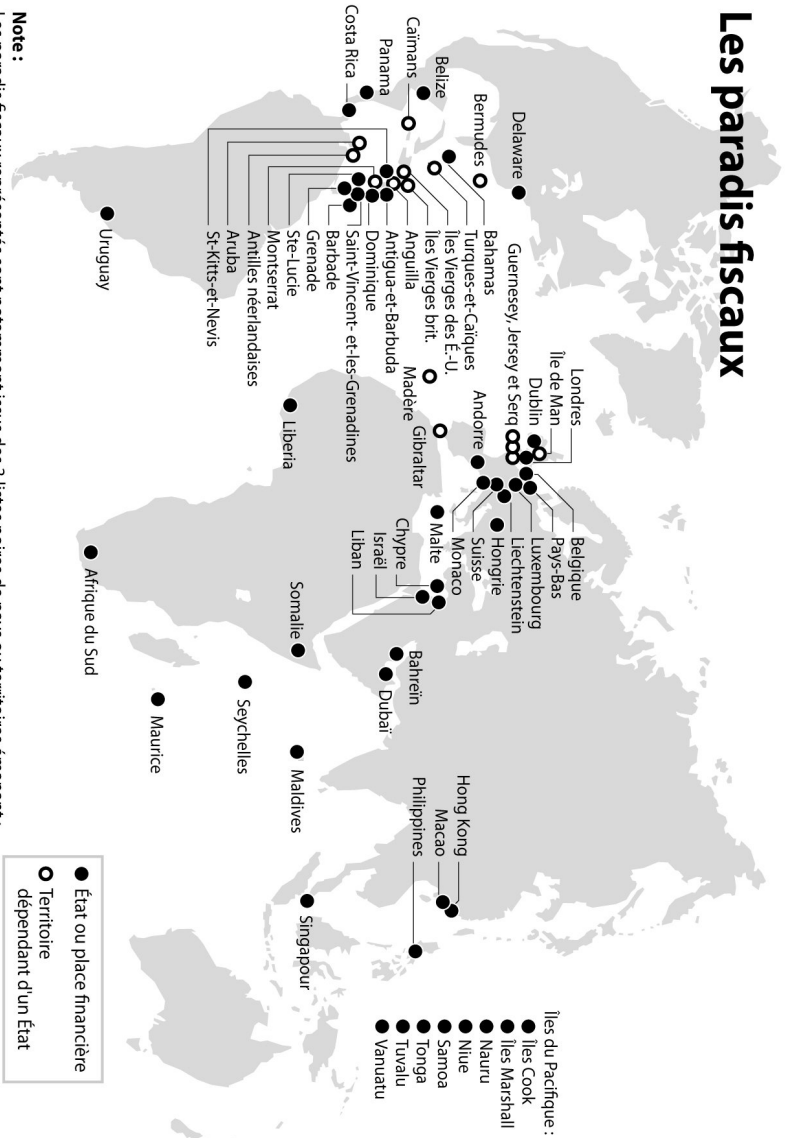 Les paradis fiscaux
Delaware
Bermudes
Belize
Caïmans
Panama
Costa Rica
Bahamas
Turques-et-Caïques
Îles Vierges des É.-U.
Îles Vierges brit.
Anguilla
Antigua-et-Barbuda
Dominique
Saint-Vincent- et-les-Grenadines
Barbade
Grenade
Ste-Lucie
Montserrat
Antilles néerlandaises
Aruba
St-Kitts-et-Nevis
Uruguay
Londres
Île de Man
Dublin
Guernesey, Jersey et Serq
Andorre
Gibraltar
Madère
Belgique
Pays-Bas
Luxembourg
Liechtenstein
Hongrie
Suisse
Monaco
Malte
Chypre
Israël
Liban
Liberia
Somalie
Afrique du Sud
Bahreïn
Dubaï
Seychelles
Maurice
Maldives
Hong Kong
Macao
Philippines
Singapour
Îles du Pacifique :
Îles Cook
Îles Marshall
Nauru
Niue
Samoa
Tonga
Tuvalu
Vanuatu
État ou place financière
Territoire
dépendant d'un État
Note :